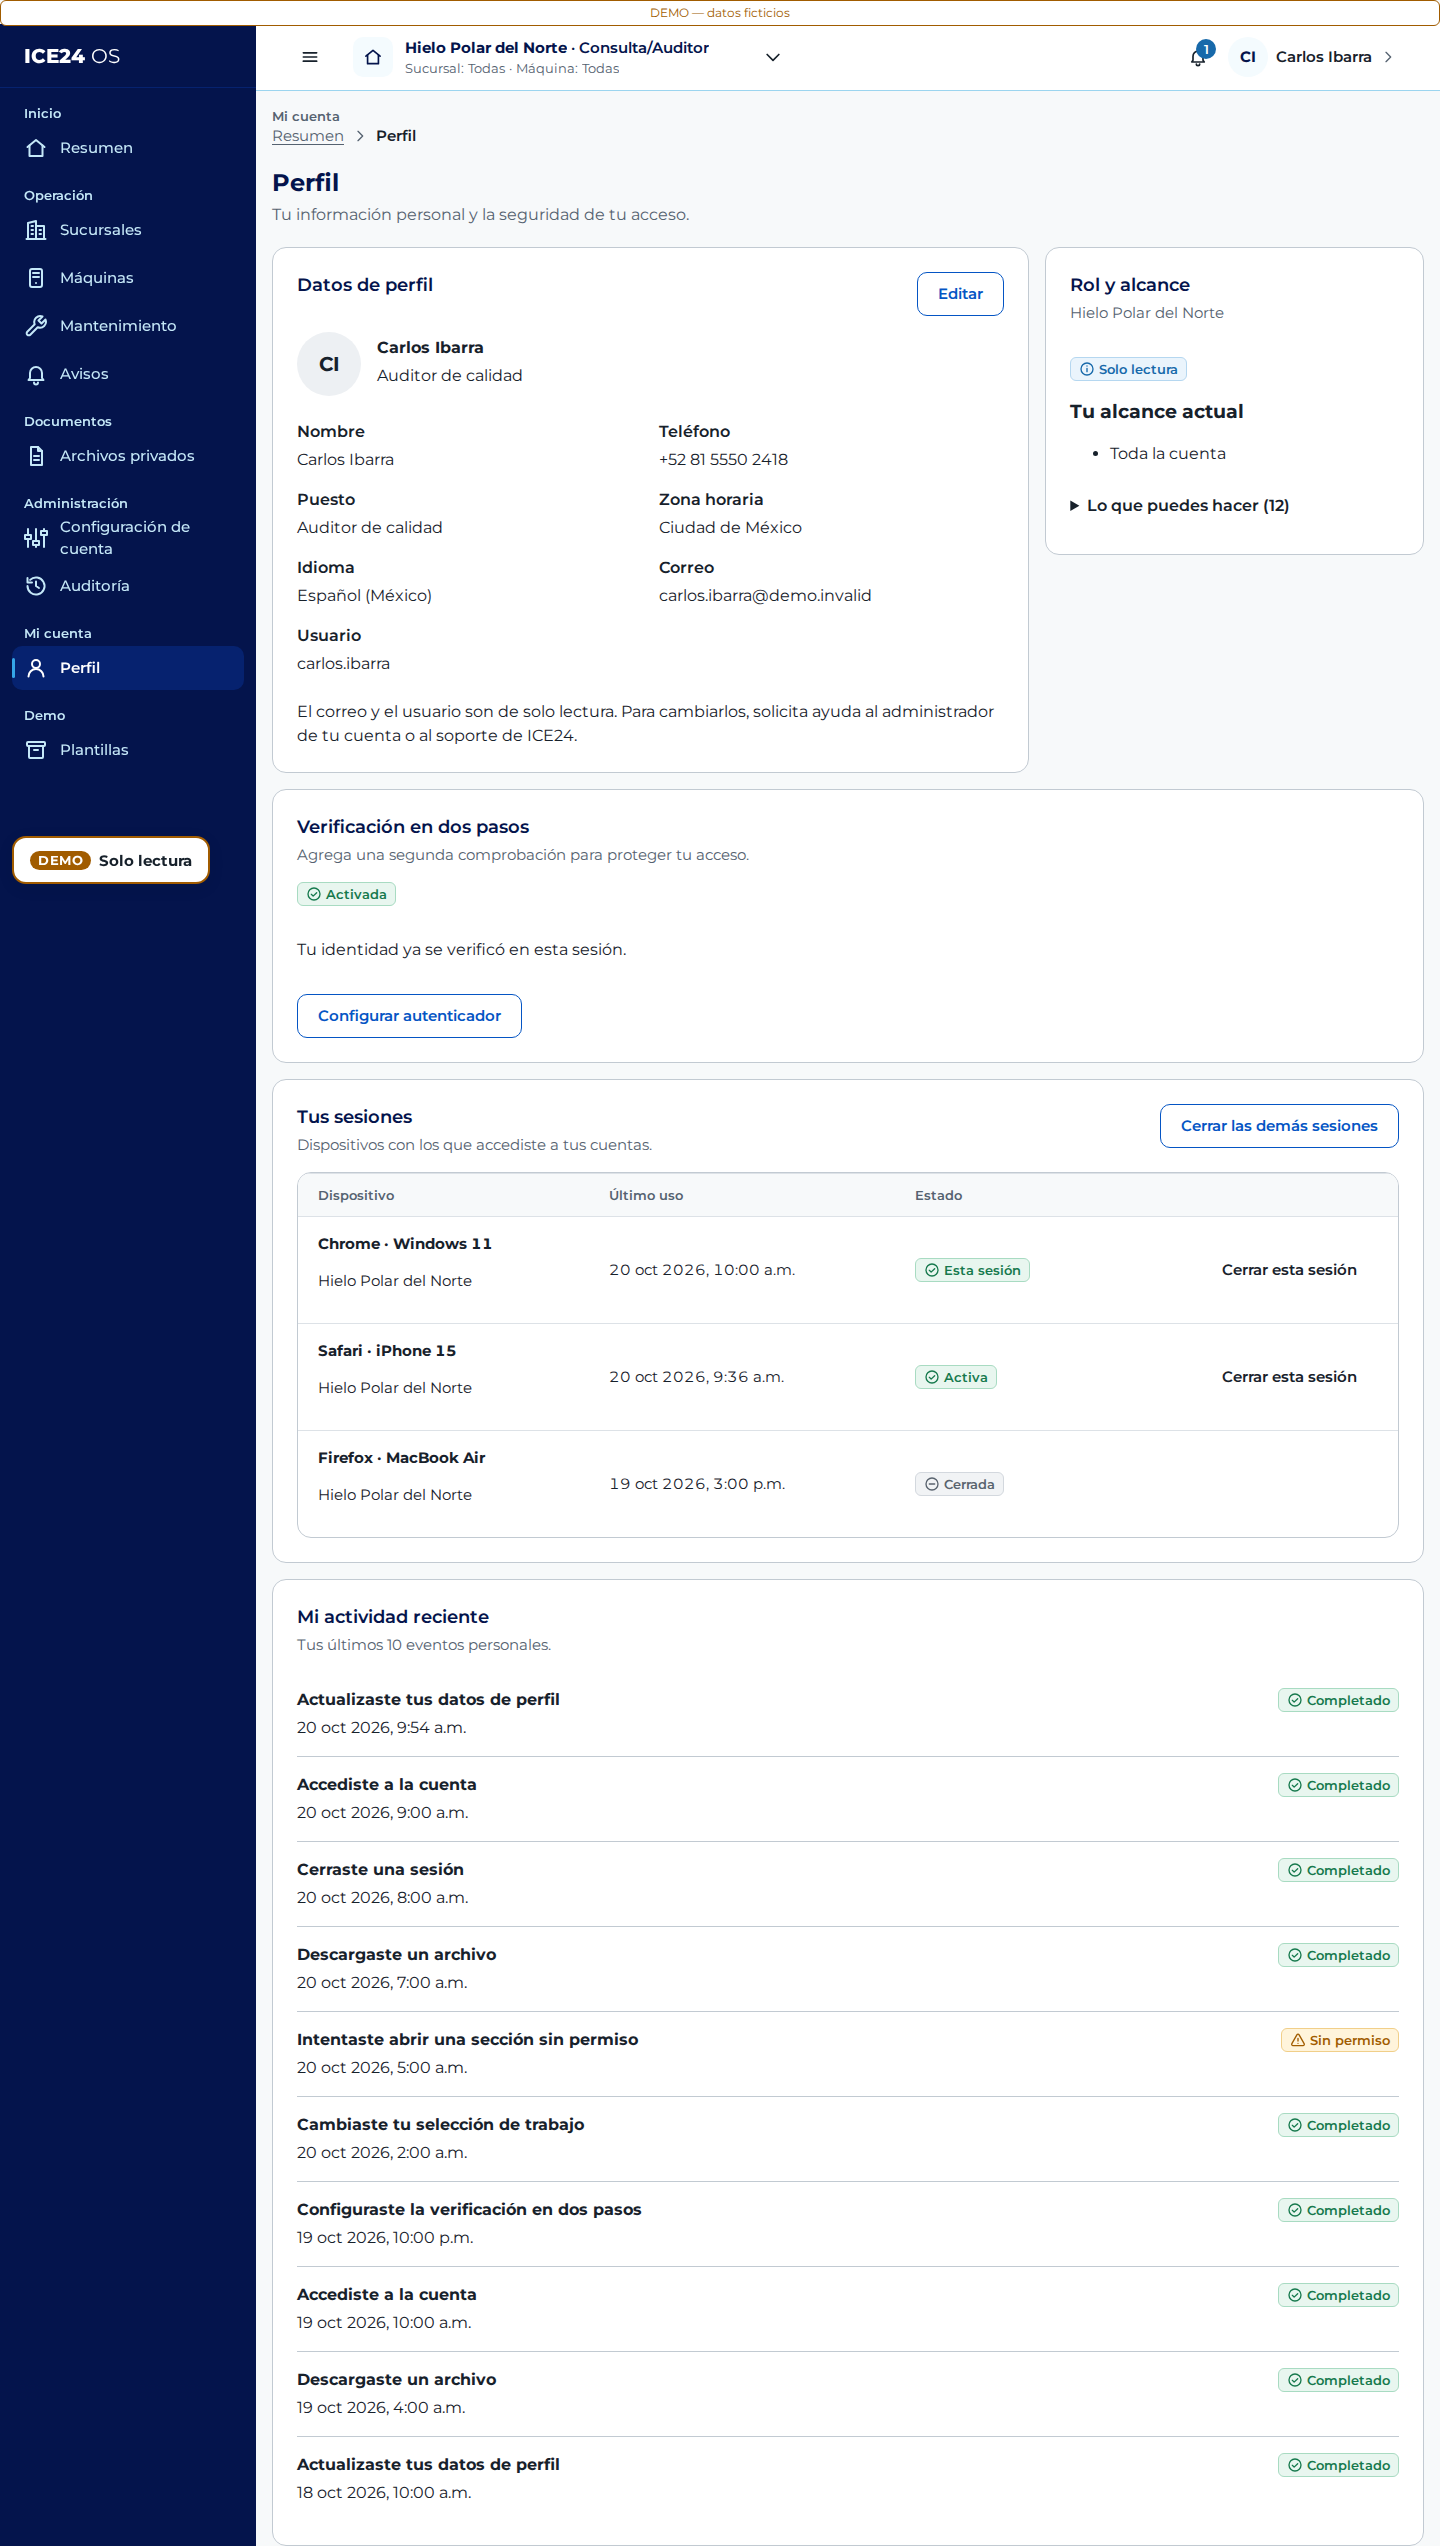 DEMO — datos ficticios
ICE24 OS
Inicio
Resumen
Operación
Sucursales
Máquinas
Mantenimiento
Avisos
Documentos
Archivos privados
Administración
Configuración de
cuenta
Auditoría
Mi cuenta
Perfil
Demo
Plantillas
DEMO Solo lectura
Hielo Polar del Norte · Consulta/Auditor
Sucursal: Todas · Máquina: Todas
1
CI
Carlos Ibarra
Mi cuenta
Resumen > Perfil
Perfil
Tu información personal y la seguridad de tu acceso.
Datos de perfil
Editar
CI
Carlos Ibarra
Auditor de calidad
Nombre
Carlos Ibarra
Teléfono
+52 81 5550 2418
Puesto
Auditor de calidad
Zona horaria
Ciudad de México
Idioma
Español (México)
Correo
carlos.ibarra@demo.invalid
Usuario
carlos.ibarra
El correo y el usuario son de solo lectura. Para cambiarlos, solicita ayuda al administrador
de tu cuenta o al soporte de ICE24.
Rol y alcance
Hielo Polar del Norte
Solo lectura
Tu alcance actual
• Toda la cuenta
Lo que puedes hacer (12)
Verificación en dos pasos
Agrega una segunda comprobación para proteger tu acceso.
Activada
Tu identidad ya se verificó en esta sesión.
Configurar autenticador
Tus sesiones
Dispositivos con los que accediste a tus cuentas.
Cerrar las demás sesiones
Dispositivo Último uso Estado
Chrome · Windows 11
Hielo Polar del Norte
20 oct 2026, 10:00 a.m.
Esta sesión
Cerrar esta sesión
Safari · iPhone 15
Hielo Polar del Norte
20 oct 2026, 9:36 a.m.
Activa
Cerrar esta sesión
Firefox · MacBook Air
Hielo Polar del Norte
19 oct 2026, 3:00 p.m.
Cerrada
Mi actividad reciente
Tus últimos 10 eventos personales.
Actualizaste tus datos de perfil
20 oct 2026, 9:54 a.m.
Completado
Accediste a la cuenta
20 oct 2026, 9:00 a.m.
Completado
Cerraste una sesión
20 oct 2026, 8:00 a.m.
Completado
Descargaste un archivo
20 oct 2026, 7:00 a.m.
Completado
Intentaste abrir una sección sin permiso
20 oct 2026, 5:00 a.m.
Sin permiso
Cambiaste tu selección de trabajo
20 oct 2026, 2:00 a.m.
Completado
Configuraste la verificación en dos pasos
19 oct 2026, 10:00 p.m.
Completado
Accediste a la cuenta
19 oct 2026, 10:00 a.m.
Completado
Descargaste un archivo
19 oct 2026, 4:00 a.m.
Completado
Actualizaste tus datos de perfil
18 oct 2026, 10:00 a.m.
Completado